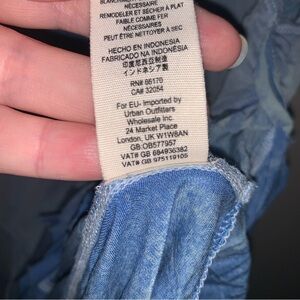 NÉCESSAIRE
REMODELER ET SÉCHER À PLAT
FAIBLE COMME FER
NÉCESSAIRES
PEUT ÊTRE NETTOYER À SEC
HECHO EN INDONESIA
FABRICADO NA INDONÉSIA
印度尼西亞制造
インドネシア製
RN# 66170
CA# 32054
For EU- Imported by
Urban Outfitters
Wholesale Inc.
24 Market Place
London, UK W1W8AN
GB:OB577957
VAT# GB 684936382
VAT# GB 975119105